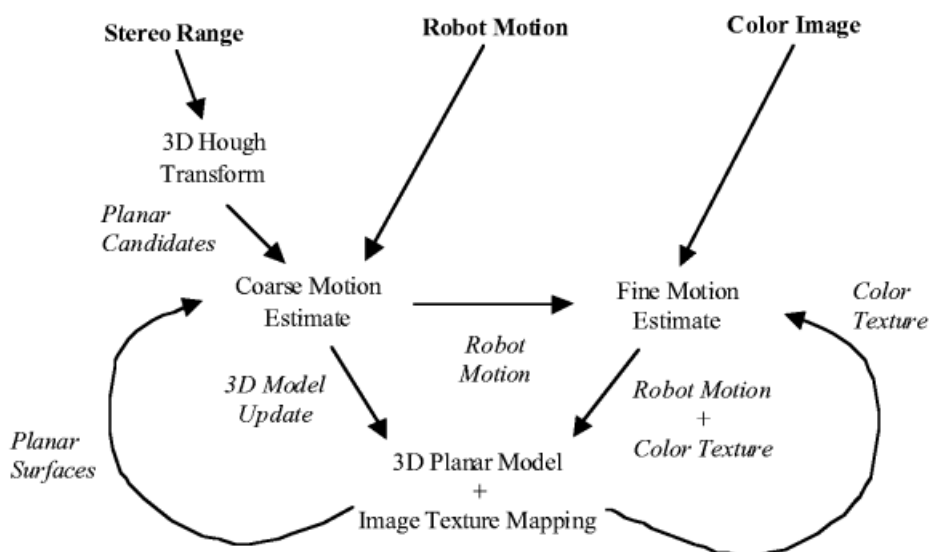 Stereo Range
Robot Motion
Color Image
3D Hough
Transform
Planar
Candidates
Coarse Motion
Estimate
Fine Motion
Estimate
Color
Texture
Robot
Motion
3D Model
Update
Robot Motion
+
Color Texture
Planar
Surfaces
3D Planar Model
+
Image Texture Mapping